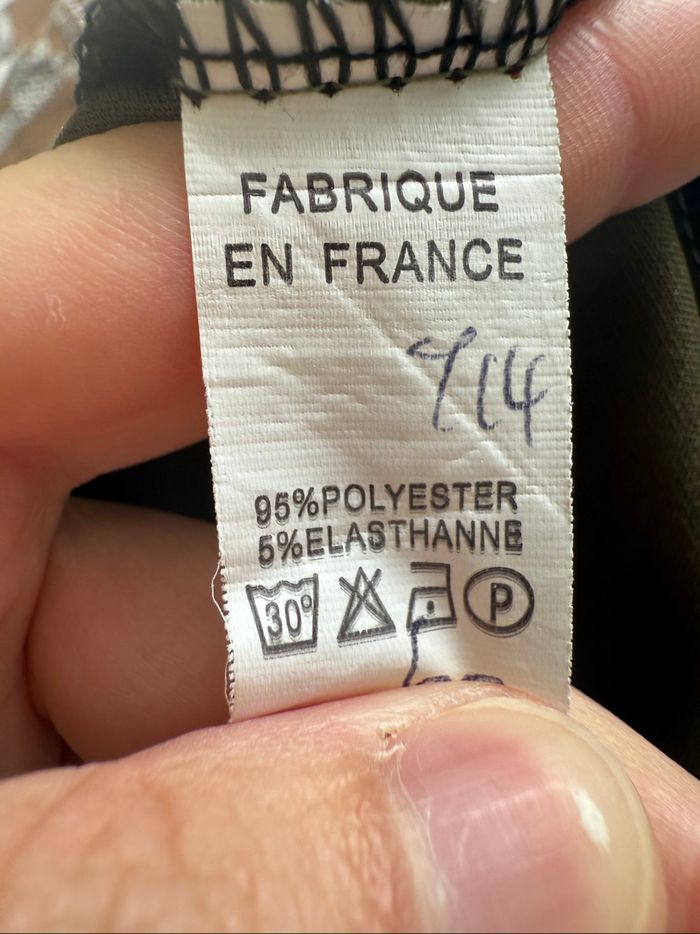 FABRIQUE
EN FRANCE
714
95%POLYESTER
5%ELASTHANNE
30° P